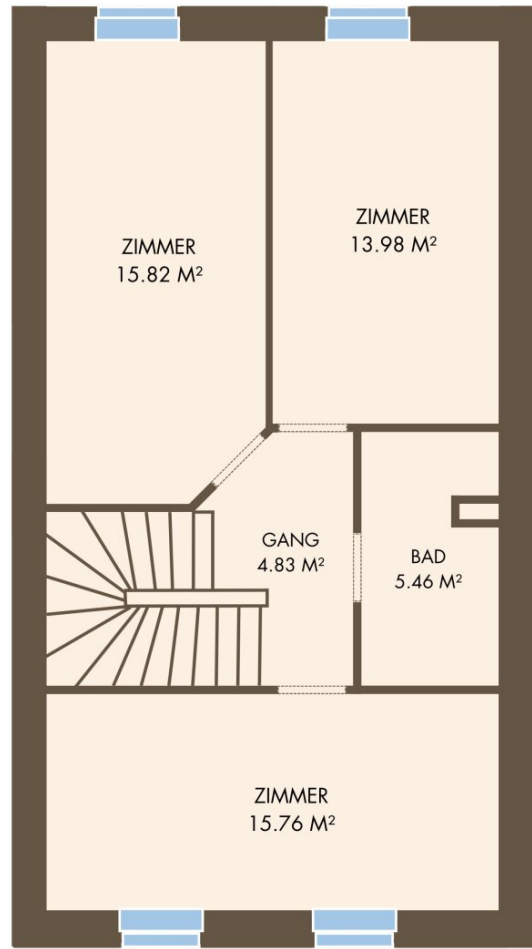 ZIMMER
15.82 M²
ZIMMER
13.98 M²
GANG
4.83 M²
BAD
5.46 M²
ZIMMER
15.76 M²